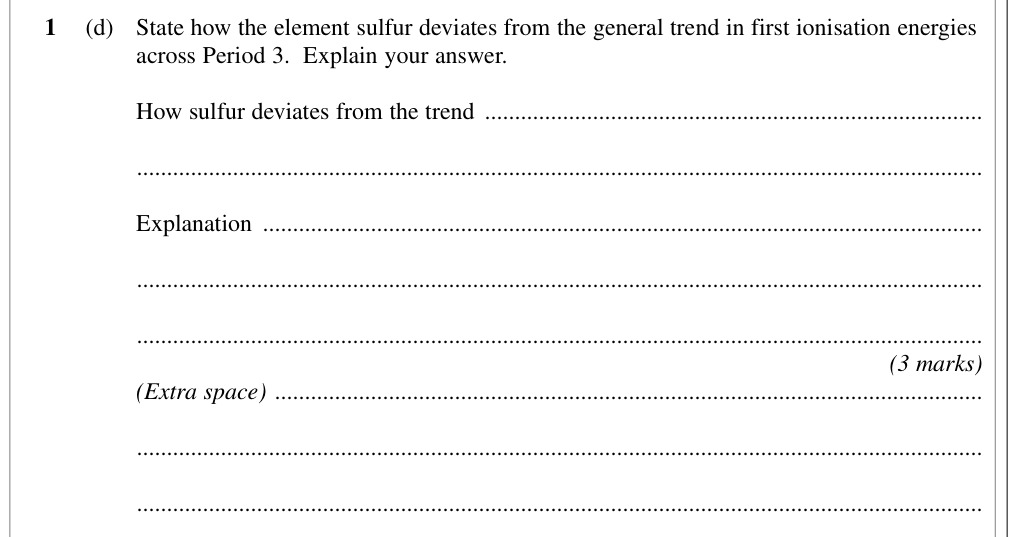 1 (d) State how the element sulfur deviates from the general trend in first ionisation energies
across Period 3. Explain your answer.
How sulfur deviates from the trend ....................................................................................
...............................................................................................................................................
Explanation ..........................................................................................................................
...............................................................................................................................................
...............................................................................................................................................
(3 marks)
(Extra space) ........................................................................................................................
...............................................................................................................................................
...............................................................................................................................................